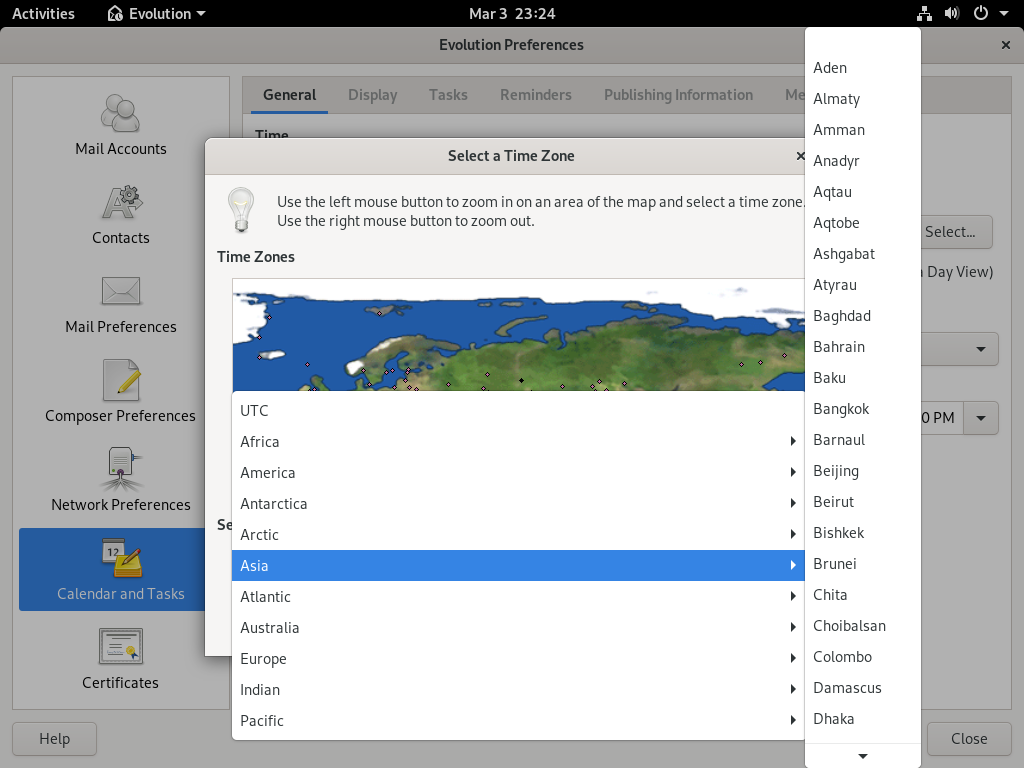 Activities
Evolution
Mar 3 23:24
Evolution Preferences
Mail Accounts
Contacts
Mail Preferences
Composer Preferences
Network Preferences
12
Calendar and Tasks
Certificates
Help
General
Display
Tasks
Reminders
Publishing Information
Me
Time
Select...
Day View)
0 PM
Close
Select a Time Zone
Use the left mouse button to zoom in on an area of the map and select a time zone.
Use the right mouse button to zoom out.
Time Zones
Se
UTC
Africa
America
Antarctica
Arctic
Asia
Atlantic
Australia
Europe
Indian
Pacific
Aden
Almaty
Amman
Anadyr
Aqtau
Aqtobe
Ashgabat
Atyrau
Baghdad
Bahrain
Baku
Bangkok
Barnaul
Beijing
Beirut
Bishkek
Brunei
Chita
Choibalsan
Colombo
Damascus
Dhaka